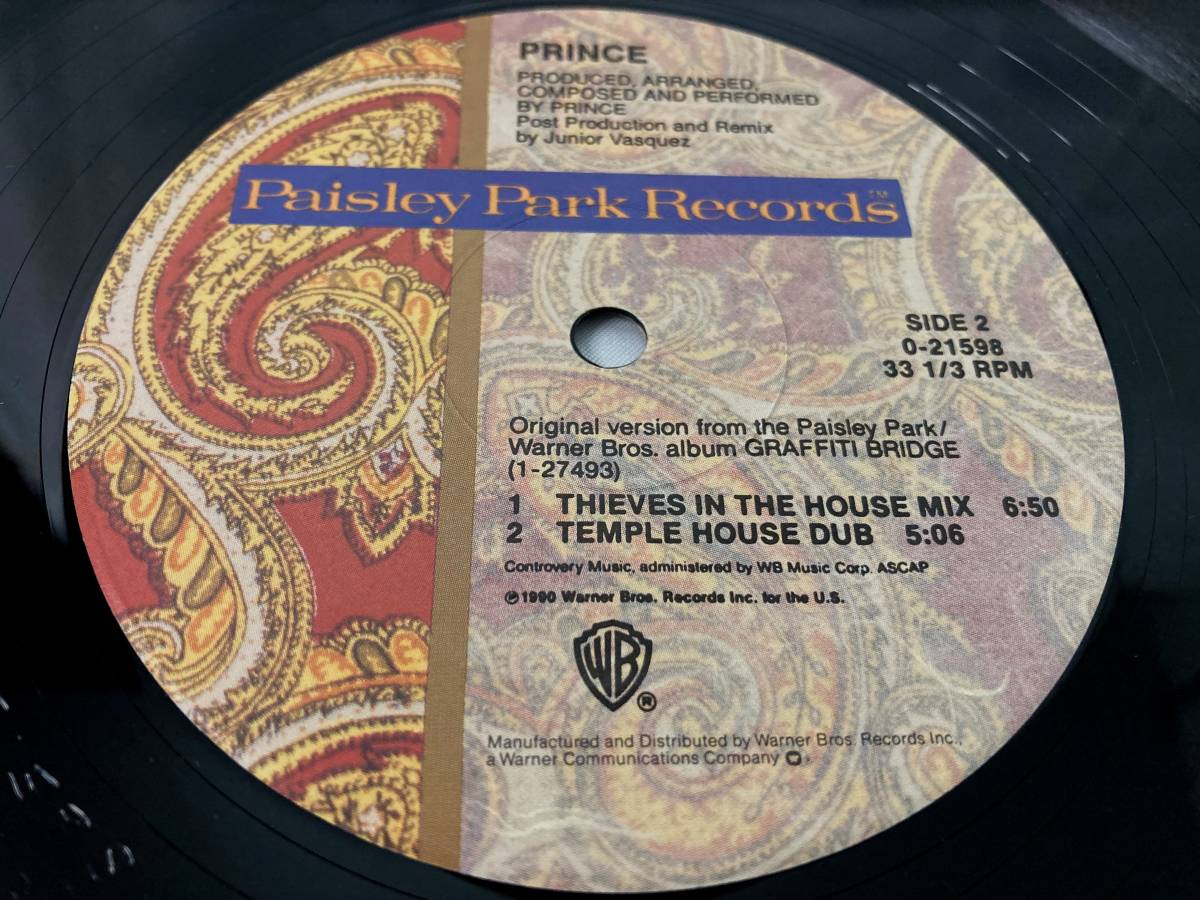 PRINCE
PRODUCED, ARRANGED,
COMPOSED AND PERFORMED
BY PRINCE
Post Production and Remix
by Junior Vasquez
Paisley Park Records™
SIDE 2
0-21598
33 1/3 RPM
Original version from the Paisley Park/
Warner Bros. album GRAFFITI BRIDGE
(1-27493)
1 THIEVES IN THE HOUSE MIX 6:50
2 TEMPLE HOUSE DUB 5:06
Controvery Music, administered by WB Music Corp. ASCAP
℗1990 Warner Bros. Records Inc. for the U.S.
WB®
Manufactured and Distributed by Warner Bros. Records Inc.,
a Warner Communications Company